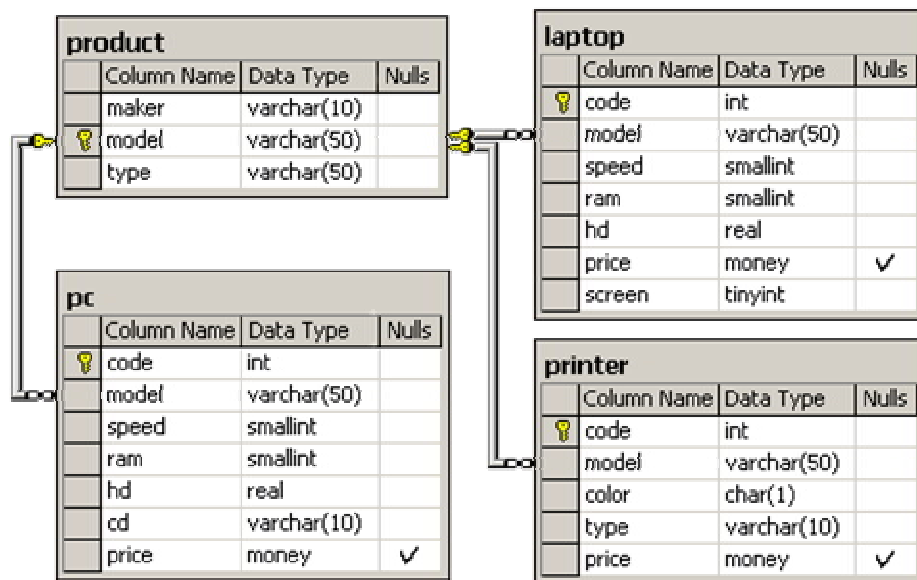 product
Column Name Data Type Nulls
maker varchar(10)
model varchar(50)
type varchar(50)
pc
Column Name Data Type Nulls
code int
model varchar(50)
speed smallint
ram smallint
hd real
cd varchar(10)
price money ✓
laptop
Column Name Data Type Nulls
code int
model varchar(50)
speed smallint
ram smallint
hd real
price money ✓
screen tinyint
printer
Column Name Data Type Nulls
code int
model varchar(50)
color char(1)
type varchar(10)
price money ✓